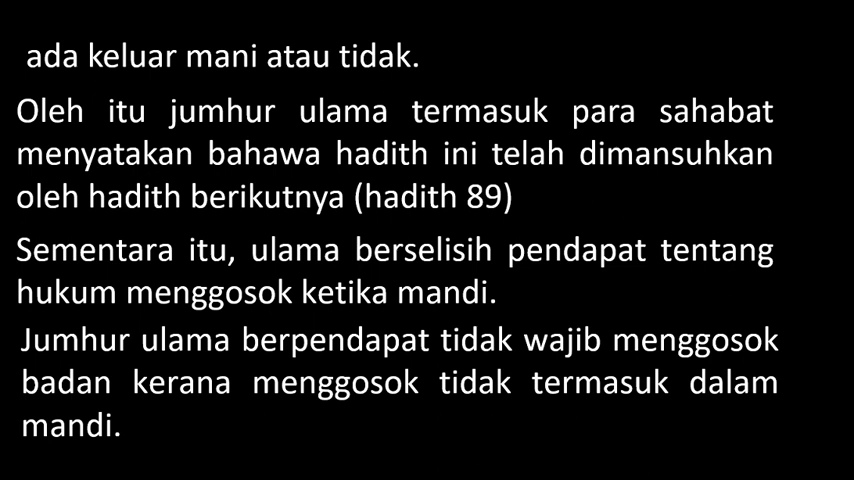 ada keluar mani atau tidak.
Oleh itu jumhur ulama termasuk para sahabat
menyatakan bahawa hadith ini telah dimansuhkan
oleh hadith berikutnya (hadith 89)
Sementara itu, ulama berselisih pendapat tentang
hukum menggosok ketika mandi.
Jumhur ulama berpendapat tidak wajib menggosok
badan kerana menggosok tidak termasuk dalam
mandi.